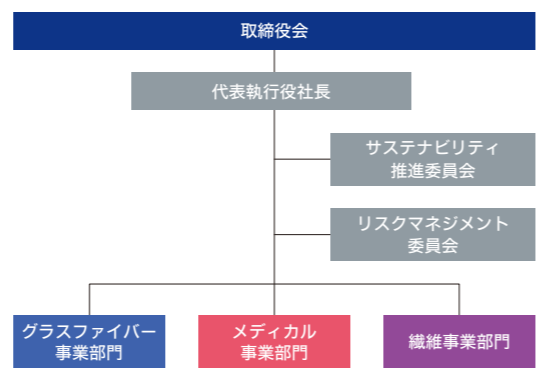 取締役会
代表執行役社長
サステナビリティ
推進委員会
リスクマネジメント
委員会
グラスファイバー
事業部門
メディカル
事業部門
繊維事業部門